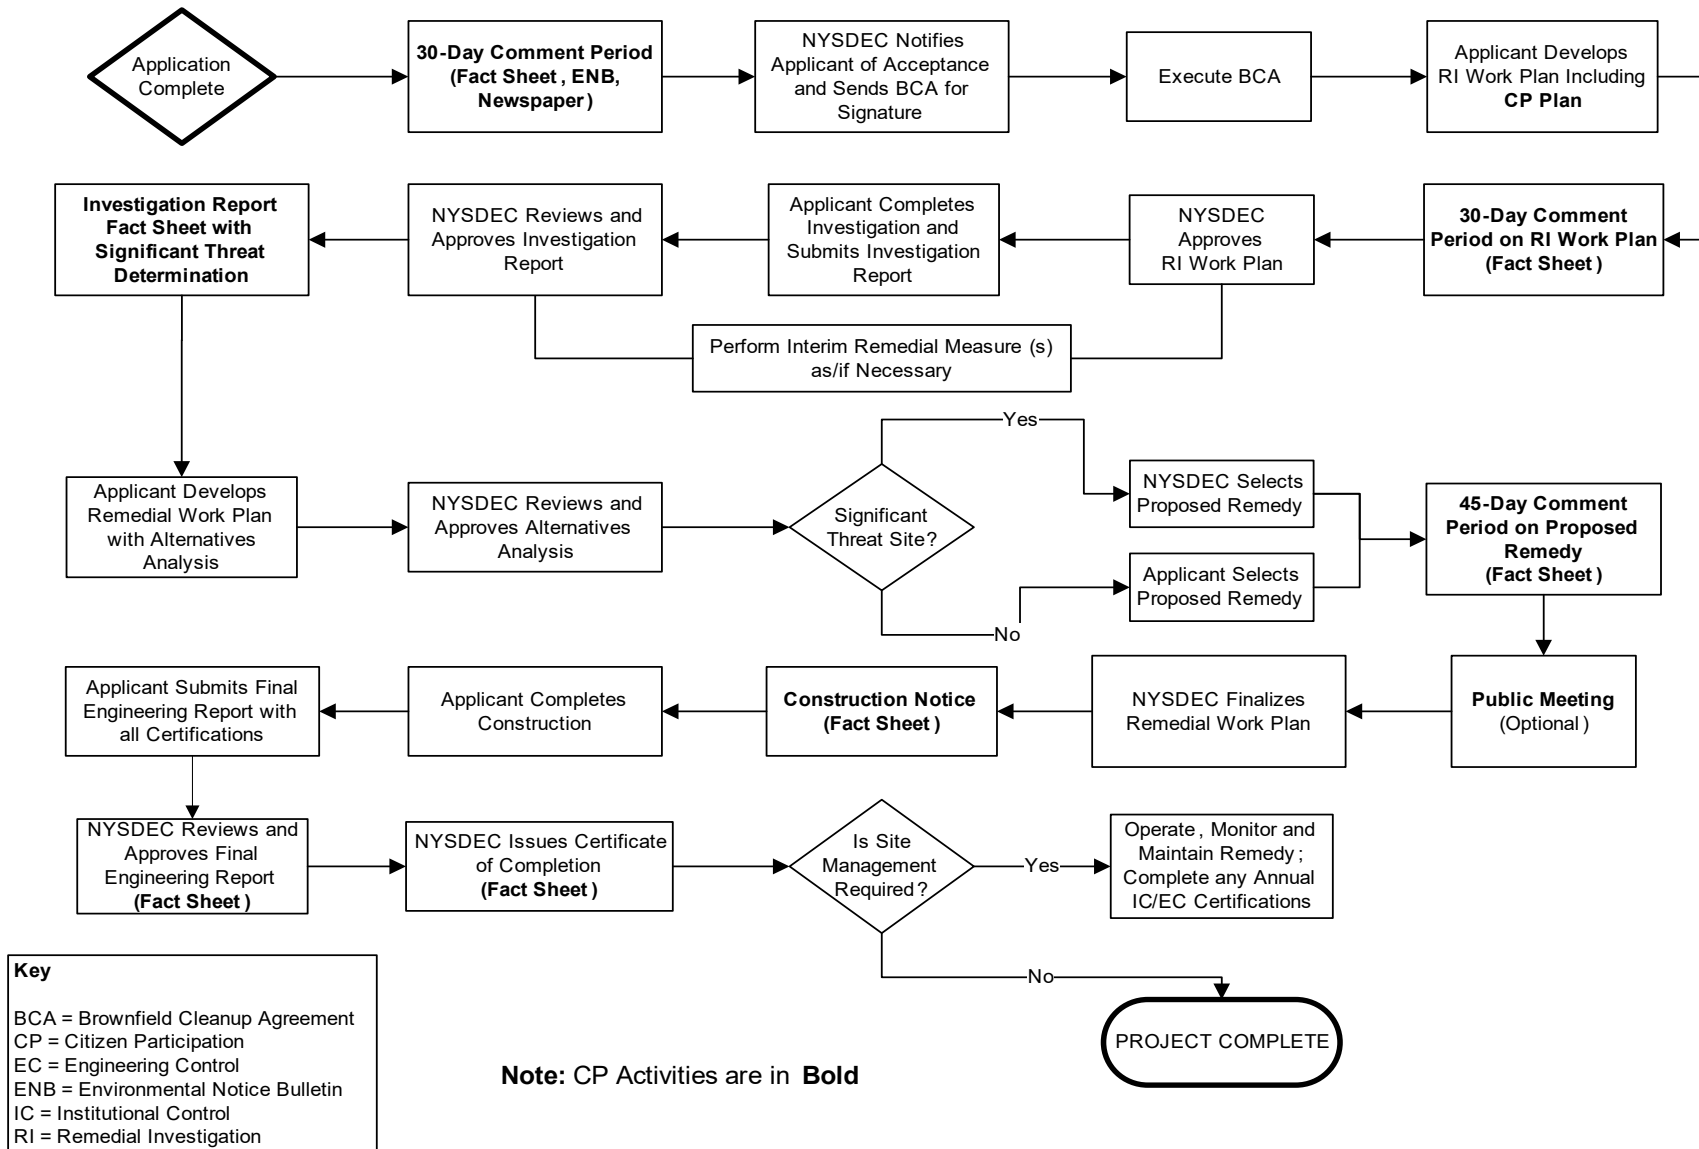 Application
Complete
30-Day Comment Period
(Fact Sheet, ENB,
Newspaper)
NYSDEC Notifies
Applicant of Acceptance
and Sends BCA for
Signature
Execute BCA
Applicant Develops
RI Work Plan Including
CP Plan
Investigation Report
Fact Sheet with
Significant Threat
Determination
NYSDEC Reviews and
Approves Investigation
Report
Applicant Completes
Investigation and
Submits Investigation
Report
NYSDEC
Approves
RI Work Plan
30-Day Comment
Period on RI Work Plan
(Fact Sheet)
Perform Interim Remedial Measure (s)
as/if Necessary
Applicant Develops
Remedial Work Plan
with Alternatives
Analysis
NYSDEC Reviews and
Approves Alternatives
Analysis
Significant
Threat Site?
Yes
No
NYSDEC Selects
Proposed Remedy
Applicant Selects
Proposed Remedy
45-Day Comment
Period on Proposed
Remedy
(Fact Sheet)
Applicant Submits Final
Engineering Report with
all Certifications
Applicant Completes
Construction
Construction Notice
(Fact Sheet)
NYSDEC Finalizes
Remedial Work Plan
Public Meeting
(Optional)
NYSDEC Reviews and
Approves Final
Engineering Report
(Fact Sheet)
NYSDEC Issues Certificate
of Completion
(Fact Sheet)
Is Site
Management
Required?
Yes
Operate, Monitor and
Maintain Remedy;
Complete any Annual
IC/EC Certifications
No
PROJECT COMPLETE
Key
BCA = Brownfield Cleanup Agreement
CP = Citizen Participation
EC = Engineering Control
ENB = Environmental Notice Bulletin
IC = Institutional Control
RI = Remedial Investigation
Note: CP Activities are in Bold